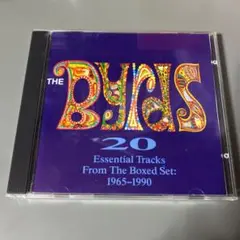 THE
Byrds
20
Essential Tracks
From The Boxed Set:
1965-1990